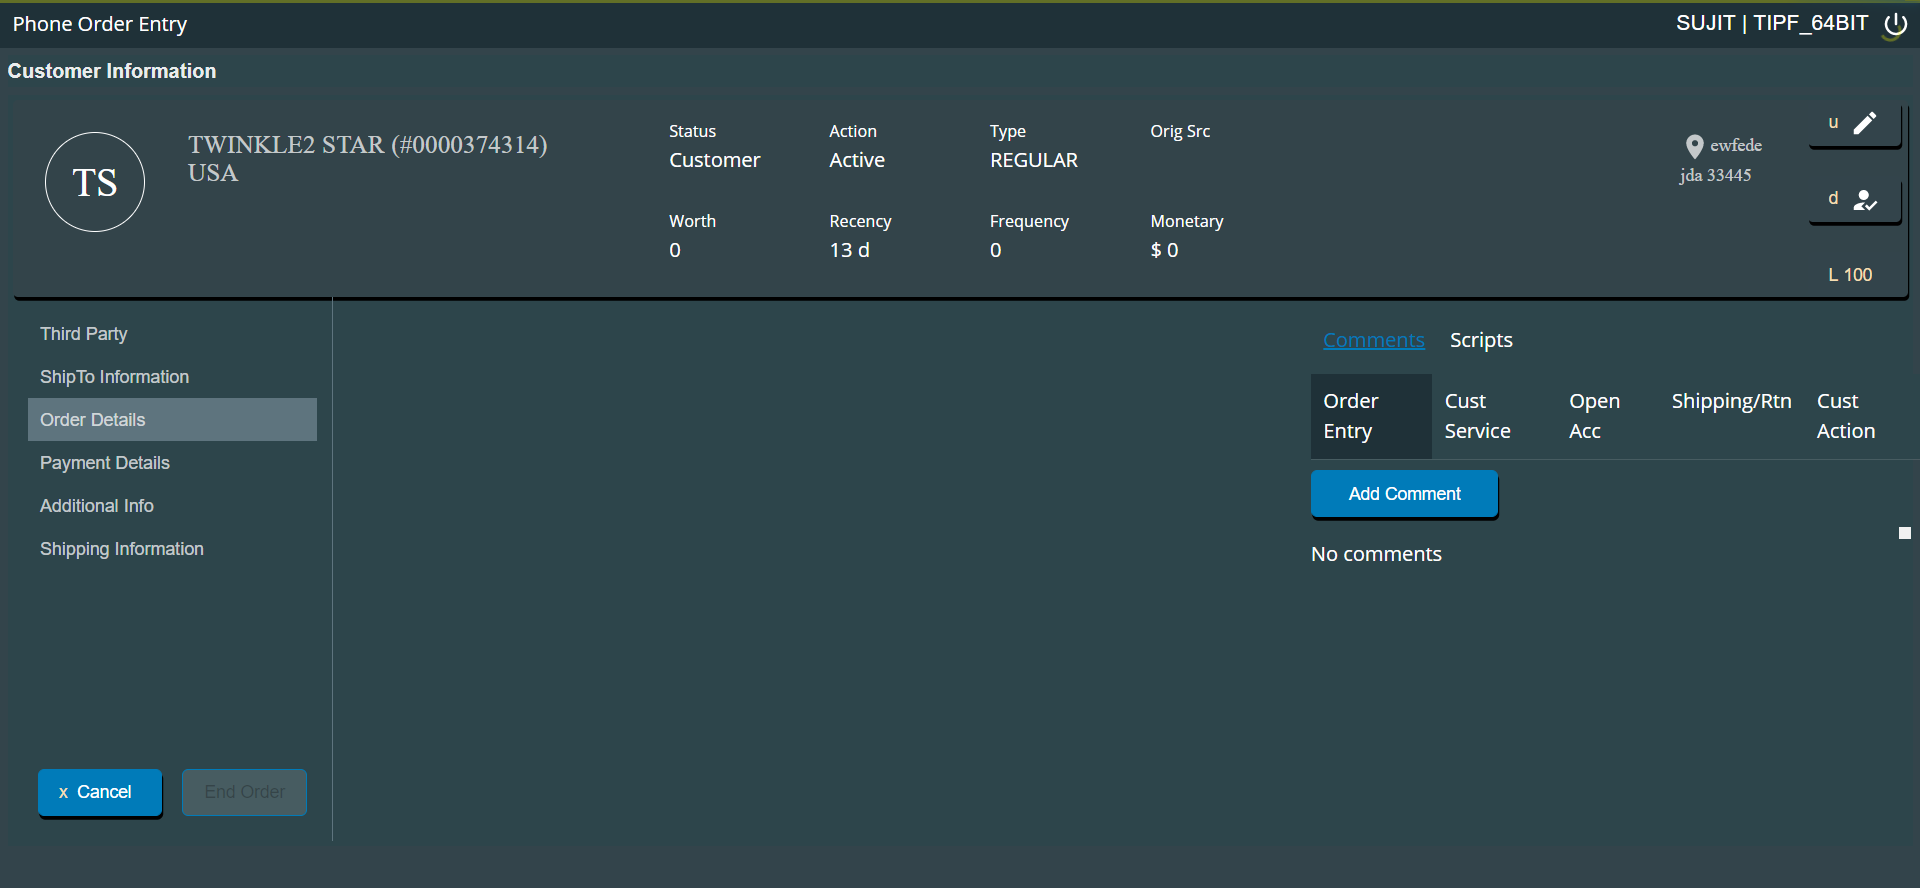 Phone Order Entry
SUJIT | TIPF_64BIT
Customer Information
TS
TWINKLE2 STAR (#0000374314)
USA
Status
Customer
Action
Active
Type
REGULAR
Orig Src
Worth
0
Recency
13 d
Frequency
0
Monetary
$ 0
ewfede
jda 33445
u
d
L 100
Third Party
ShipTo Information
Order Details
Payment Details
Additional Info
Shipping Information
x Cancel
End Order
Comments
Scripts
Order
Entry
Cust
Service
Open
Acc
Shipping/Rtn
Cust
Action
Add Comment
No comments